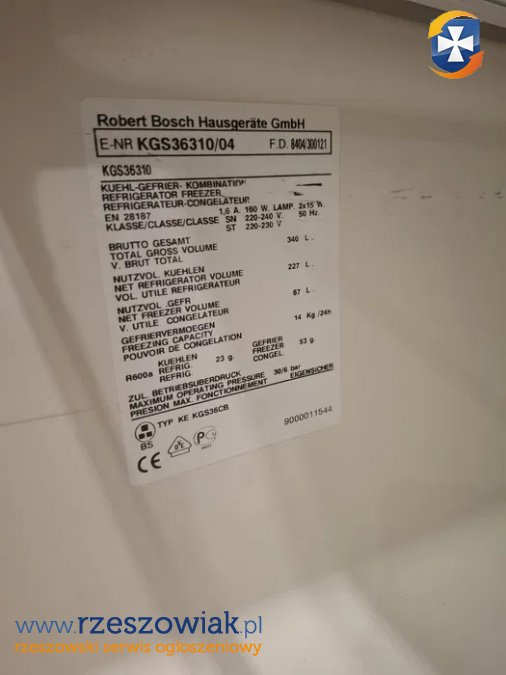 Robert Bosch Hausgeräte GmbH
E-NR KGS36310/04 F.D. 8404/300121
KGS36310
KUEHL-GEFRIER- KOMBINATION
REFRIGERATOR FREEZER
REFRIGERATEUR-CONGELATEUR
EN 28187 1,6 A. 160 W. LAMP. 2x15 W.
KLASSE/CLASSE/CLASSE SN 220-240 V. 50 Hz.
ST 220-230 V
BRUTTO GESAMT
TOTAL GROSS VOLUME 340 L.
V. BRUT TOTAL
NUTZVOL. KUEHLEN
NET REFRIGERATOR VOLUME 227 L.
VOL. UTILE REFRIGERATEUR
NUTZVOL .GEFR
NET FREEZER VOLUME 87 L.
V. UTILE CONGELATEUR
GEFRIERVERMOEGEN
FREEZING CAPACITY 14 Kg/24h
POUVOIR DE CONGELATION
KUEHLEN GEFRIER
R600a REFRIG. 23 g. FREEZER 53 g.
REFRIG. CONGEL.
ZUL. BETRIEBSUBERDRUCK
MAXIMUM OPERATING PRESSURE 30/6 bar
PRESION MAX. FONCTIONNEMENT EIGENSICHER
TYP KE KGS36CB
BS
9000011544
CE
www.rzeszowiak.pl
rzeszowski serwis ogłoszeniowy